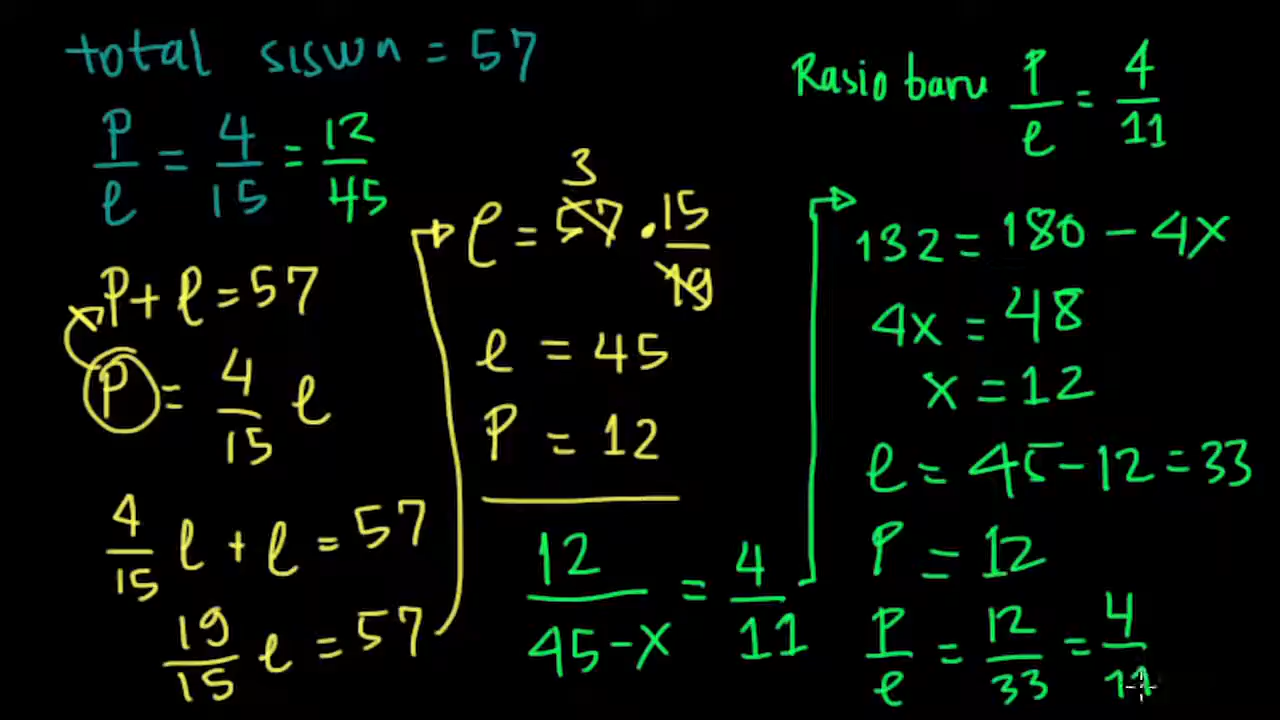 total siswa = 57
P/l = 4/15 = 12/45
P + l = 57
P = 4/15 l
4/15 l + l = 57
19/15 l = 57
l = 57 · 15/19
3
l = 45
P = 12
12/45-x = 4/11
Rasio baru P/l = 4/11
132 = 180 - 4x
4x = 48
x = 12
l = 45 - 12 = 33
P = 12
P/l = 12/33 = 4/11